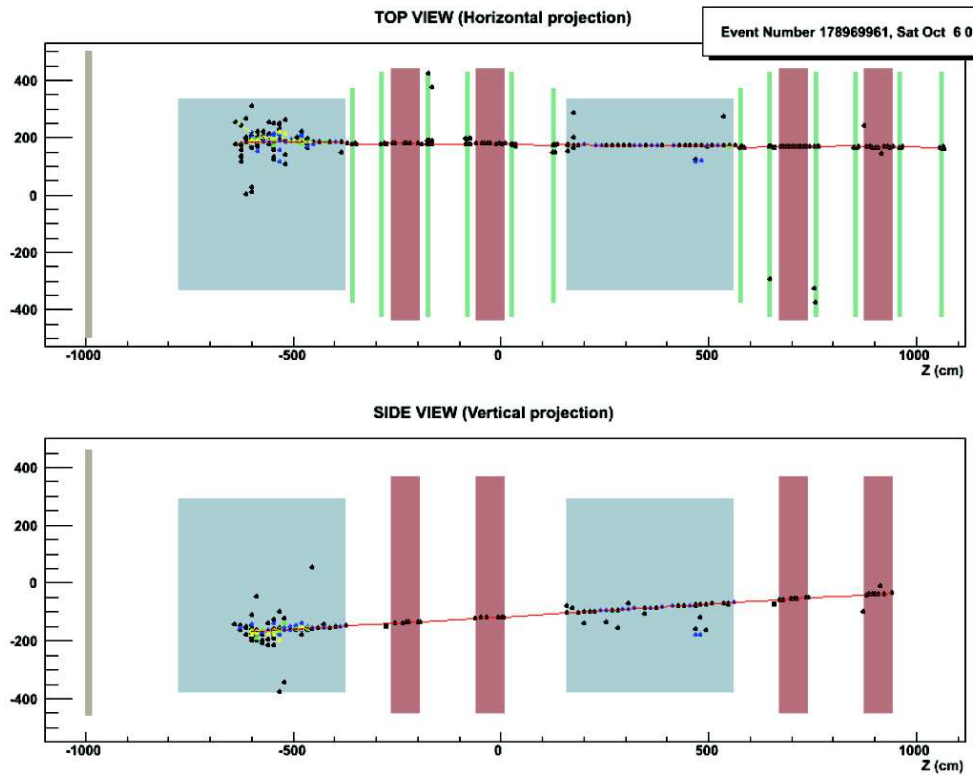 TOP VIEW (Horizontal projection)
Event Number 178969961, Sat Oct 6 0
400
200
0
-200
-400
-1000 -500 0 500 1000
Z (cm)
SIDE VIEW (Vertical projection)
400
200
0
-200
-400
-1000 -500 0 500 1000
Z (cm)